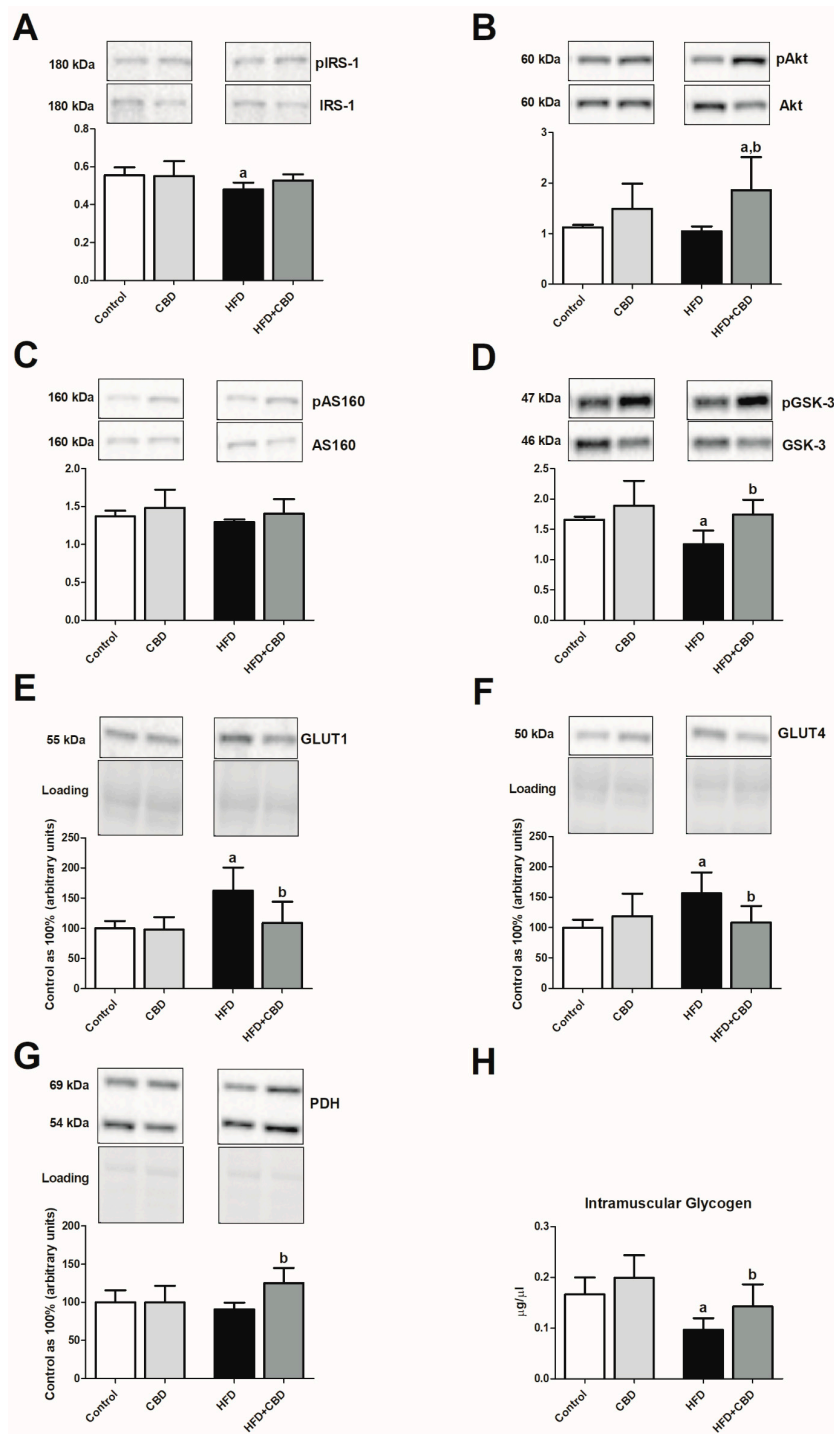 A
180 kDa
pIRS-1
180 kDa
IRS-1
0.8
0.6
0.4
0.2
0.0
a
Control
CBD
HFD
HFD+CBD
B
60 kDa
pAkt
60 kDa
Akt
3
2
1
0
a,b
Control
CBD
HFD
HFD+CBD
C
160 kDa
pAS160
160 kDa
AS160
2.0
1.5
1.0
0.5
0.0
Control
CBD
HFD
HFD+CBD
D
47 kDa
pGSK-3
46 kDa
GSK-3
2.5
2.0
1.5
1.0
0.5
0.0
a
b
Control
CBD
HFD
HFD+CBD
E
55 kDa
GLUT1
Loading
Control as 100% (arbitrary units)
250
200
150
100
50
0
a
b
Control
CBD
HFD
HFD+CBD
F
50 kDa
GLUT4
Loading
Control as 100% (arbitrary units)
250
200
150
100
50
0
a
b
Control
CBD
HFD
HFD+CBD
G
69 kDa
PDH
54 kDa
Loading
Control as 100% (arbitrary units)
200
150
100
50
0
b
Control
CBD
HFD
HFD+CBD
H
Intramuscular Glycogen
µg/µl
0.3
0.2
0.1
0.0
a
b
Control
CBD
HFD
HFD+CBD